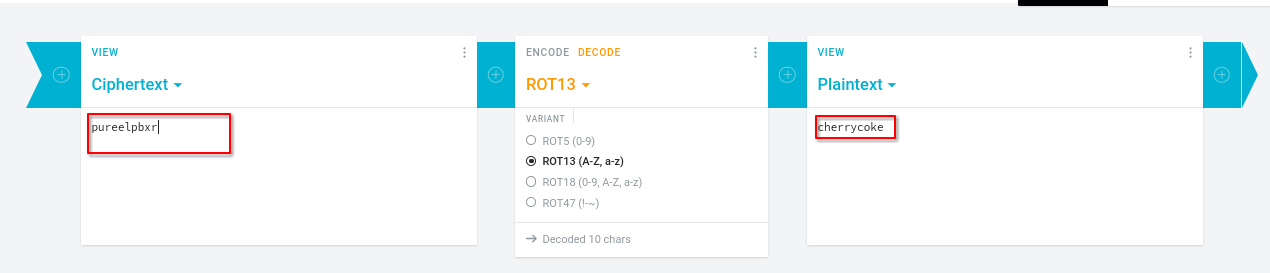 VIEW
Ciphertext
pureelpbxr
ENCODE DECODE
ROT13
VARIANT
ROT5 (0-9)
ROT13 (A-Z, a-z)
ROT18 (0-9, A-Z, a-z)
ROT47 (!-~)
→ Decoded 10 chars
VIEW
Plaintext
cherrycoke